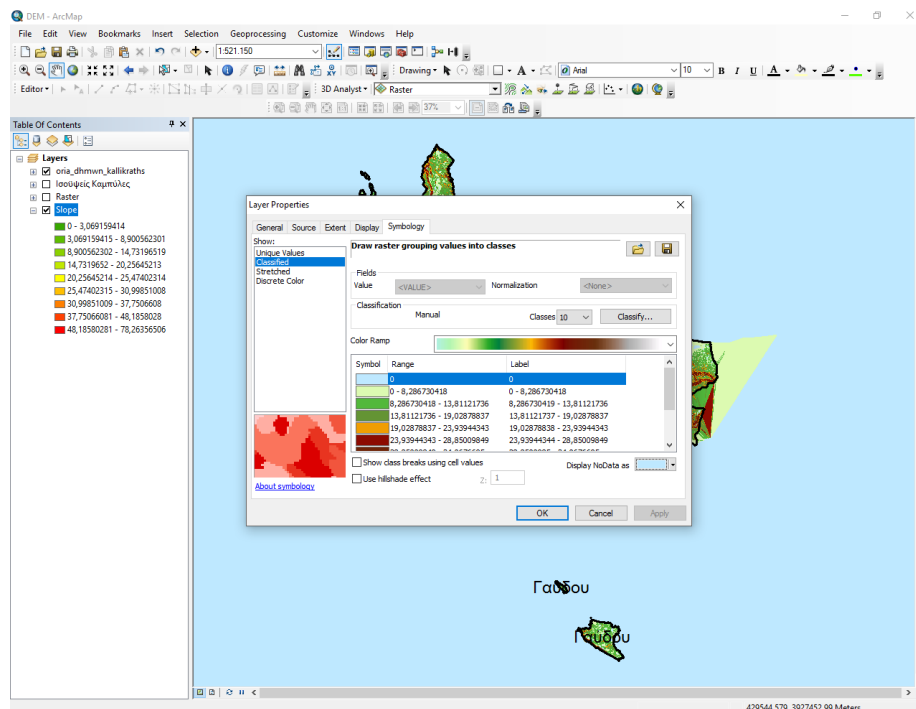 DEM - ArcMap
File Edit View Bookmarks Insert Selection Geoprocessing Customize Windows Help
1:521.150
Drawing Arial 10 B I U A
Editor 3D Analyst Raster
37%
Table Of Contents
Layers
oria_dhmwn_kallikraths
Ισοϋψείς Καμπύλες
Raster
Slope
0 - 3,069159414
3,069159415 - 8,900562301
8,900562302 - 14,73196519
14,7319652 - 20,25645213
20,25645214 - 25,47402314
25,47402315 - 30,99851008
30,99851009 - 37,7506608
37,75066081 - 48,1858028
48,18580281 - 78,26356506
Layer Properties
General Source Extent Display Symbology
Show:
Unique Values
Classified
Stretched
Discrete Color
About symbology
Draw raster grouping values into classes
Fields
Value <VALUE> Normalization <None>
Classification
Manual Classes 10 Classify...
Color Ramp
Symbol Range Label
0 0
0 - 8,286730418 0 - 8,286730418
8,286730419 - 13,81121736 8,286730419 - 13,81121736
13,81121737 - 19,02878837 13,81121737 - 19,02878837
19,02878838 - 23,93944343 19,02878838 - 23,93944343
23,93944344 - 28,85009849 23,93944344 - 28,85009849
Show class breaks using cell values Display NoData as
Use hillshade effect Z: 1
OK Cancel Apply
Γαύδου
Γαύδου
429544,579 3927452,99 Meters